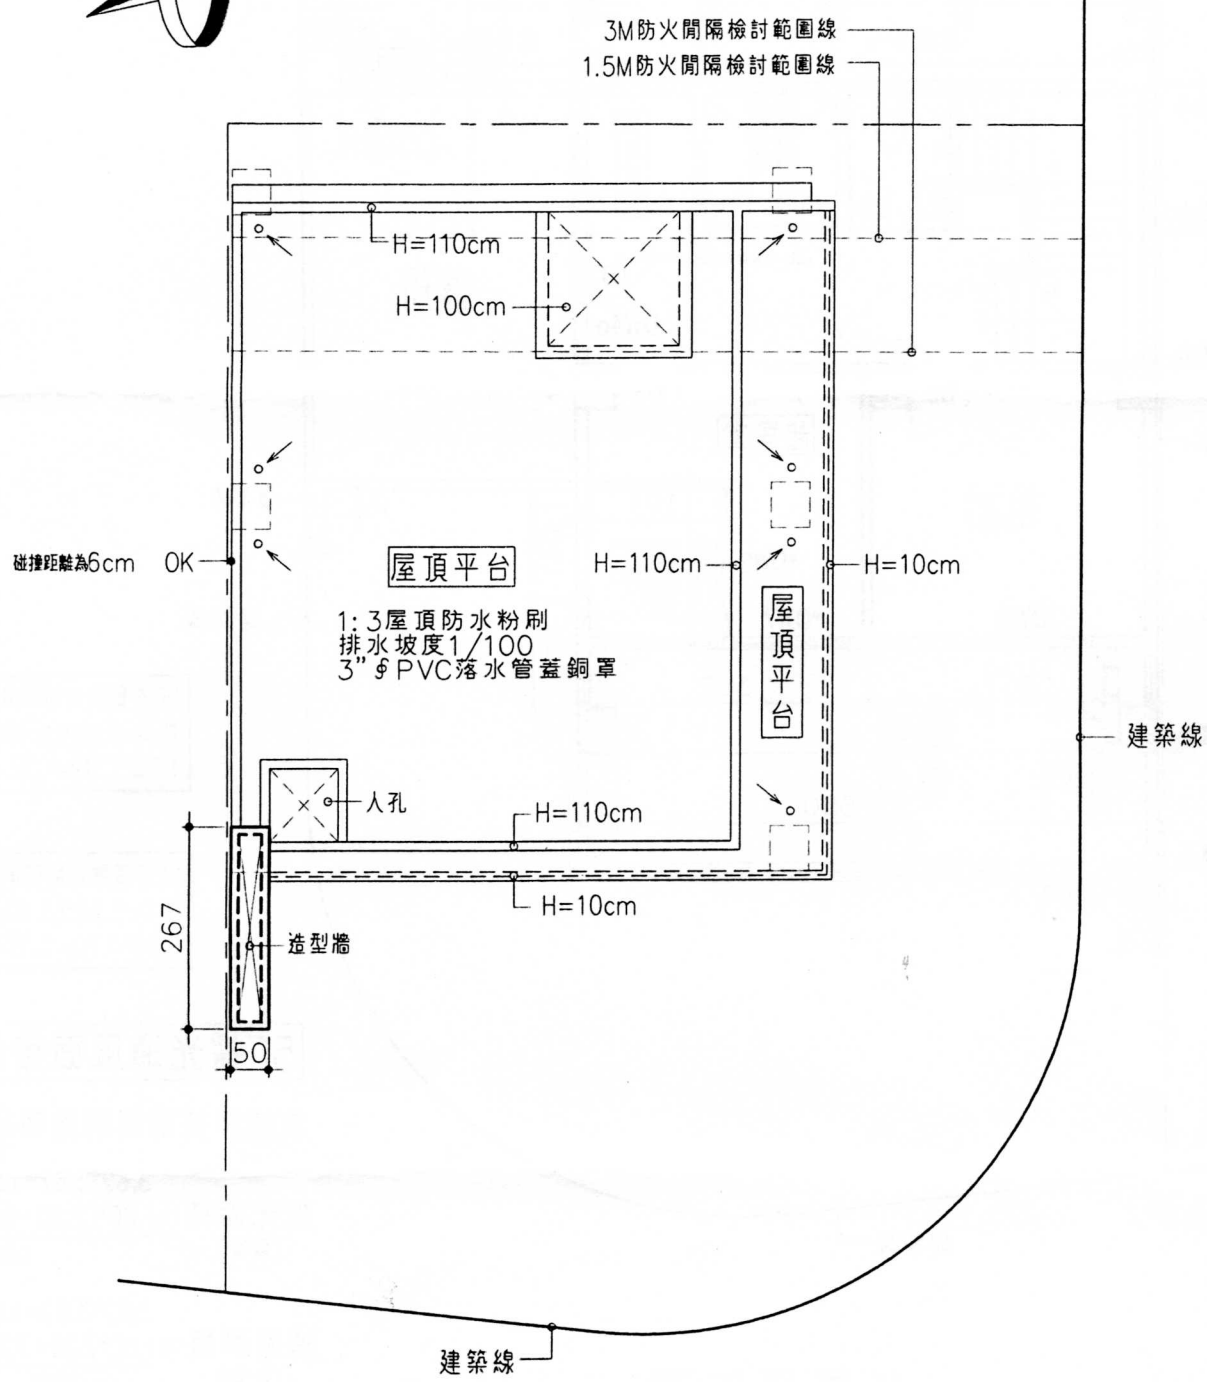 3M防火間隔檢討範圍線
1.5M防火間隔檢討範圍線
H=110cm
H=100cm
碰撞距離為6cm OK
屋頂平台
1:3屋頂防水粉刷
排水坡度1/100
3"∮PVC落水管蓋銅罩
H=110cm
H=10cm
屋頂平台
建築線
人孔
H=110cm
H=10cm
267
造型牆
50
建築線